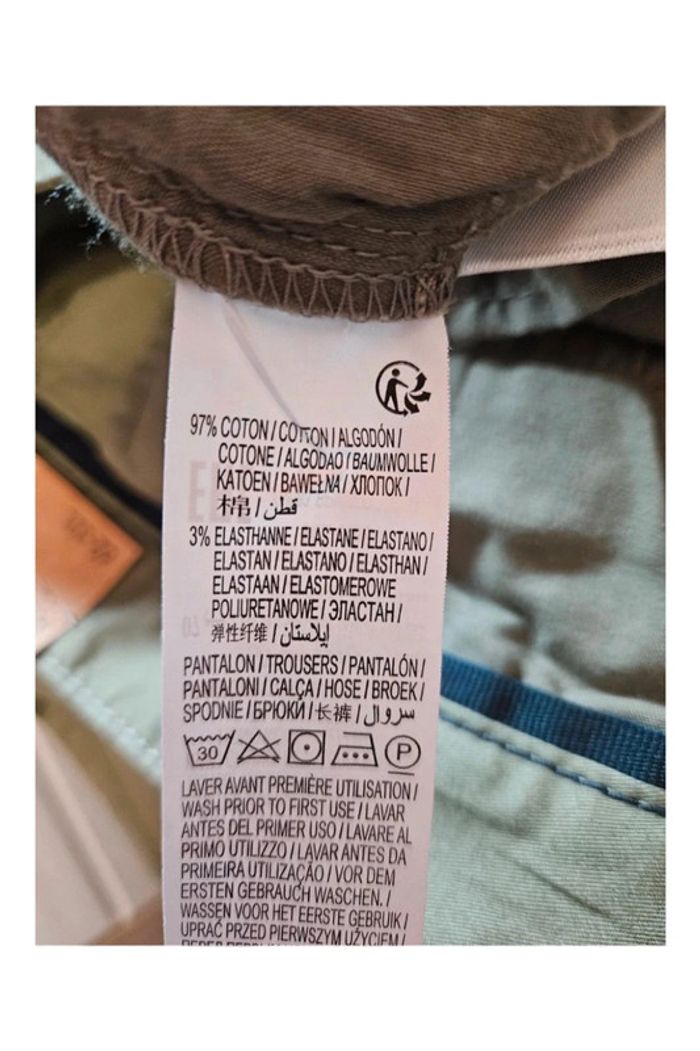 97% COTON / COTTON / ALGODÓN /
COTONE / ALGODAO / BAUMWOLLE /
KATOEN / BAWEŁNA / ХЛОПОК /
棉 / قطن
3% ELASTHANNE / ELASTANE / ELASTANO /
ELASTAN / ELASTANO / ELASTHAN /
ELASTAAN / ELASTOMEROWE
POLIURETANOWE / ЭЛАСТАН /
弹性纤维 / إيلاستان
PANTALON / TROUSERS / PANTALÓN /
PANTALONI / CALÇA / HOSE / BROEK /
SPODNIE / БРЮКИ / 长裤 / سروال /
30 P
LAVER AVANT PREMIÈRE UTILISATION /
WASH PRIOR TO FIRST USE / LAVAR
ANTES DEL PRIMER USO / LAVARE AL
PRIMO UTILIZZO / LAVAR ANTES DA
PRIMEIRA UTILIZAÇÃO / VOR DEM
ERSTEN GEBRAUCH WASCHEN. /
WASSEN VOOR HET EERSTE GEBRUIK /
UPRAĆ PRZED PIERWSZYM UŻYCIEM /